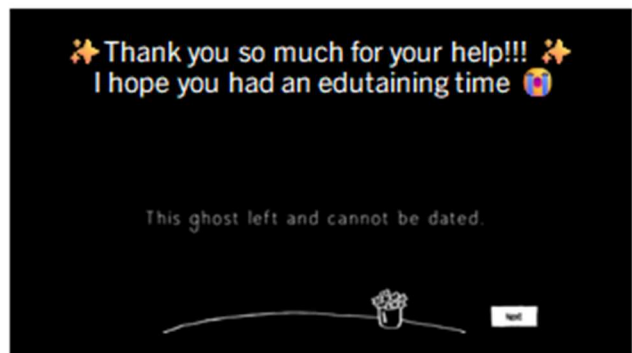 ✨Thank you so much for your help!!! ✨
I hope you had an edutaining time 😭
This ghost left and cannot be dated.
Next